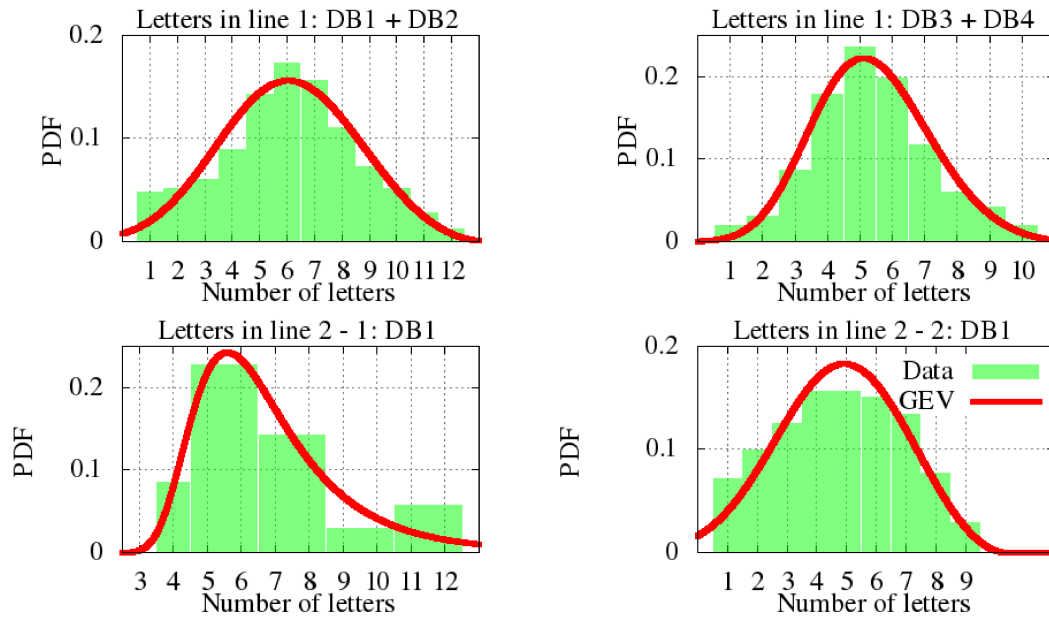 Letters in line 1: DB1 + DB2
0.2
0.1
0
PDF
1 2 3 4 5 6 7 8 9 10 11 12
Number of letters
Letters in line 1: DB3 + DB4
0.2
0.1
0
PDF
1 2 3 4 5 6 7 8 9 10
Number of letters
Letters in line 2 - 1: DB1
0.2
0.1
0
PDF
3 4 5 6 7 8 9 10 11 12
Number of letters
Letters in line 2 - 2: DB1
0.2
0.1
0
PDF
Data
GEV
1 2 3 4 5 6 7 8 9
Number of letters